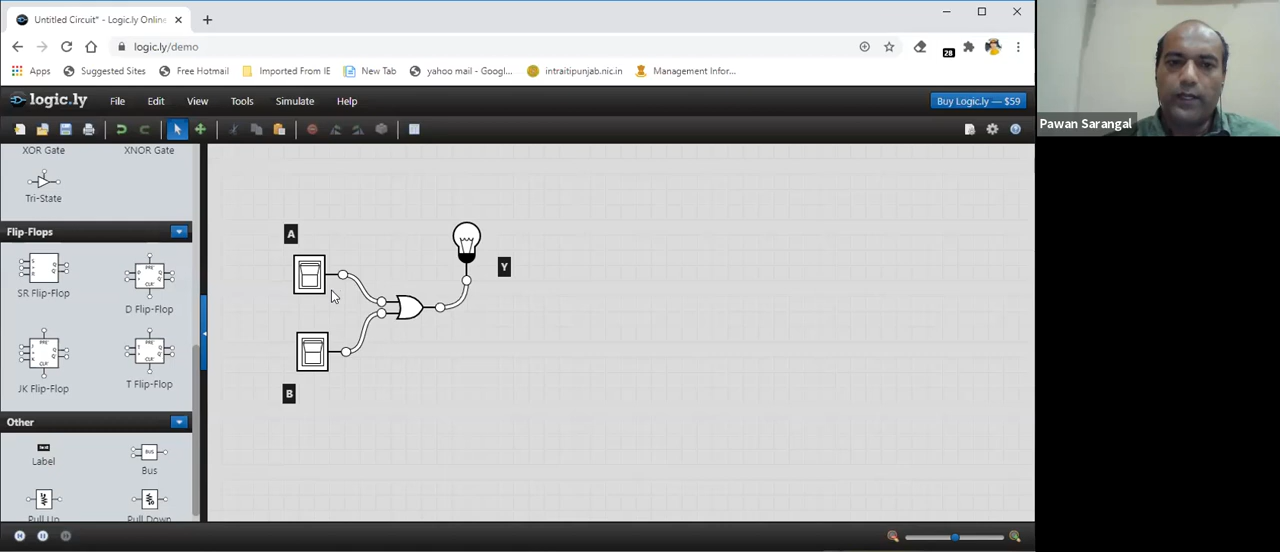 Untitled Circuit* - Logic.ly Online
logic.ly/demo
28
Apps Suggested Sites Free Hotmail Imported From IE New Tab yahoo mail - Googl... intraitipunjab.nic.in Management Infor...
logic.ly File Edit View Tools Simulate Help Buy Logic.ly — $59
Pawan Sarangal
XOR Gate XNOR Gate
Tri-State
Flip-Flops
SR Flip-Flop D Flip-Flop
JK Flip-Flop T Flip-Flop
Other
Label Bus
Pull Up Pull Down
A
Y
B